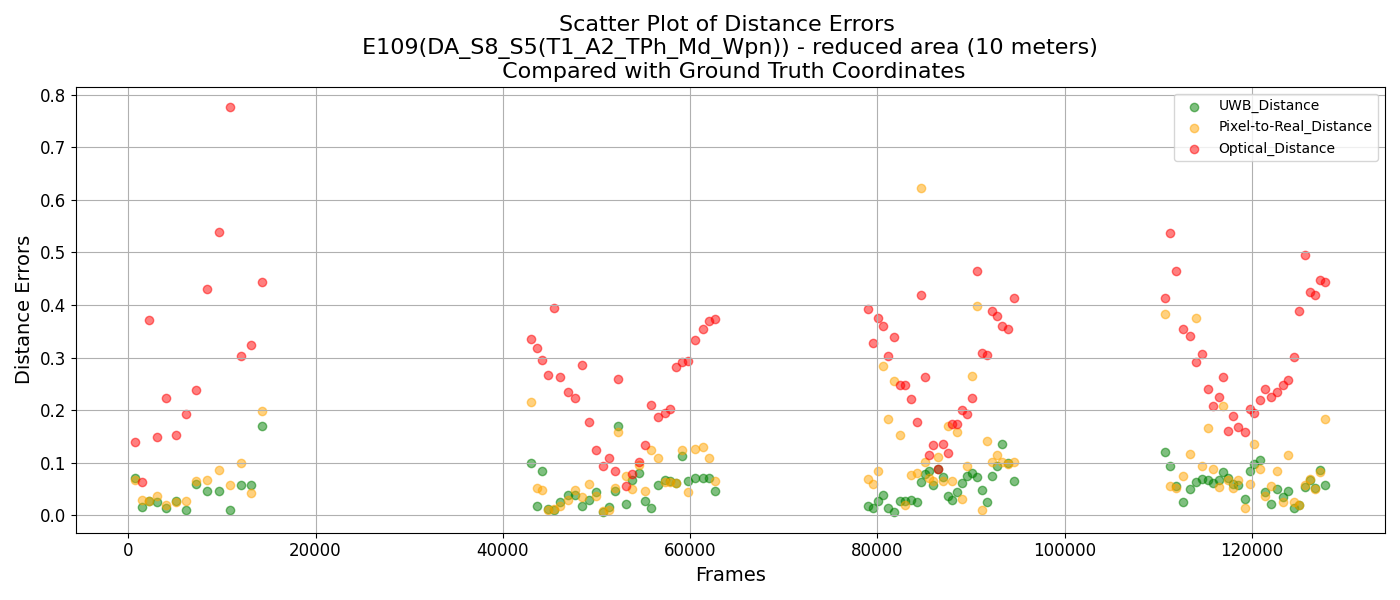 Scatter Plot of Distance Errors
E109(DA_S8_S5(T1_A2_TPh_Md_Wpn)) - reduced area (10 meters)
Compared with Ground Truth Coordinates
UWB_Distance
Pixel-to-Real_Distance
Optical_Distance
Distance Errors
0.8
0.7
0.6
0.5
0.4
0.3
0.2
0.1
0.0
0 20000 40000 60000 80000 100000 120000
Frames